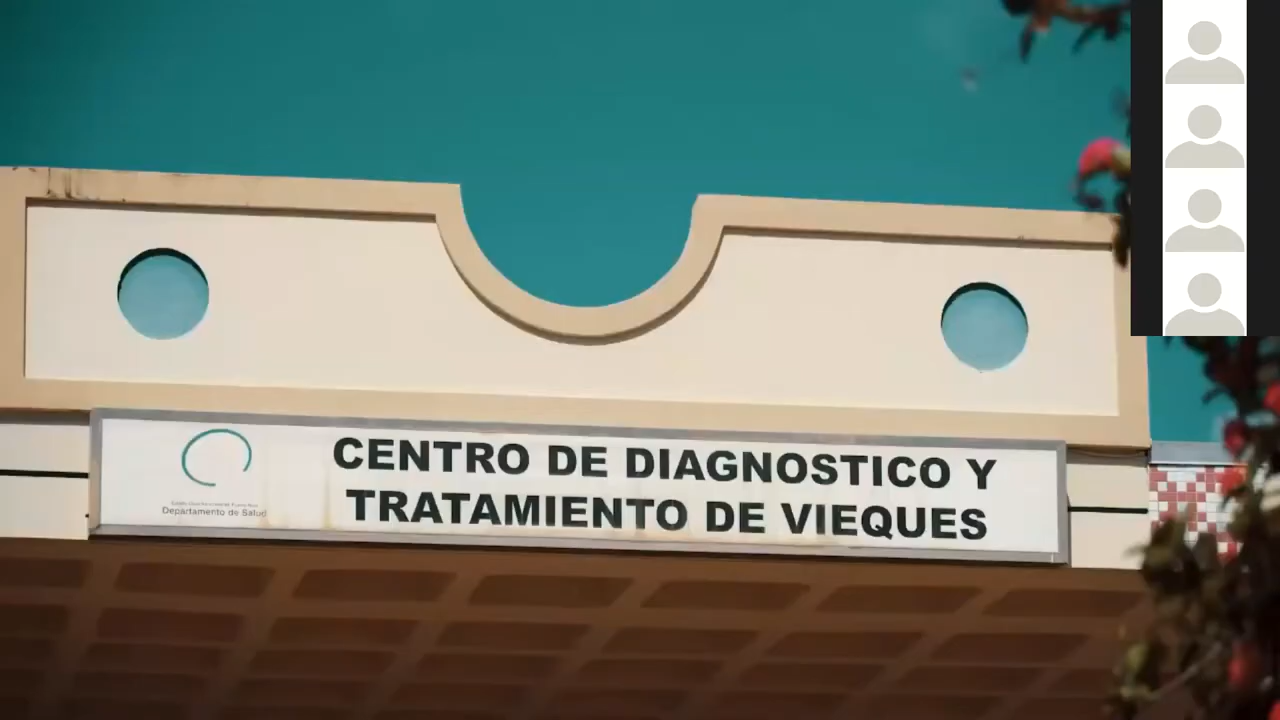 CENTRO DE DIAGNOSTICO Y
TRATAMIENTO DE VIEQUES
Departamento de Salud